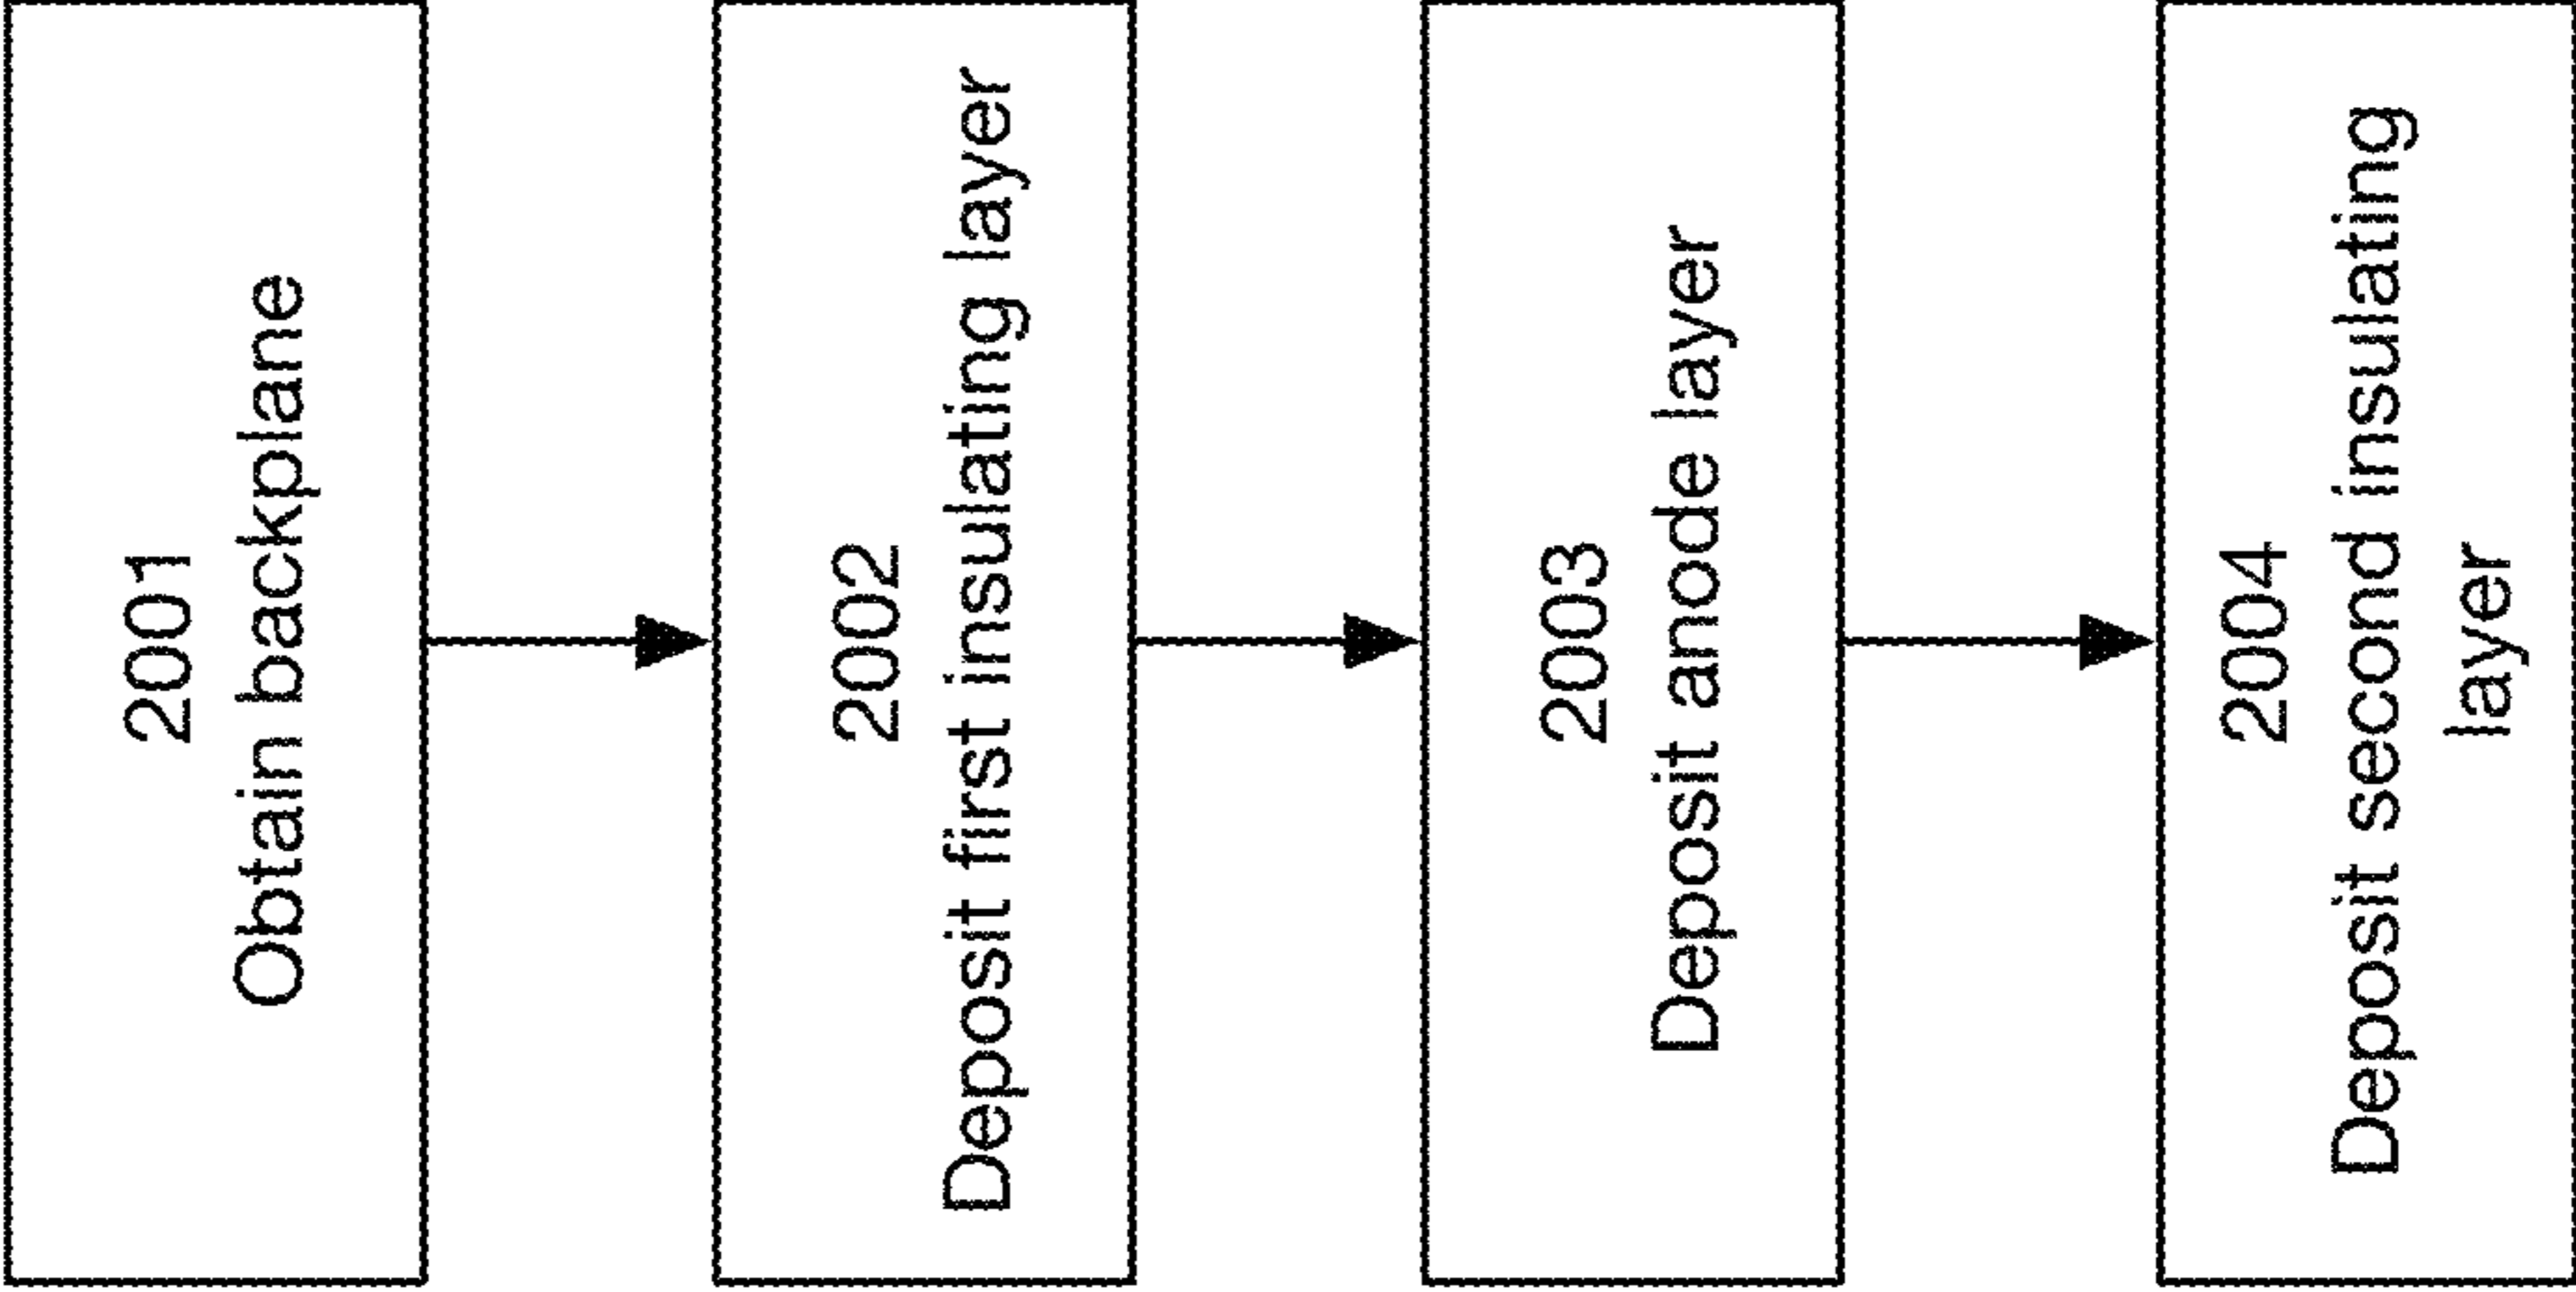 2001
Obtain backplane
2002
Deposit first insulating layer
2003
Deposit anode layer
2004
Deposit second insulating
layer